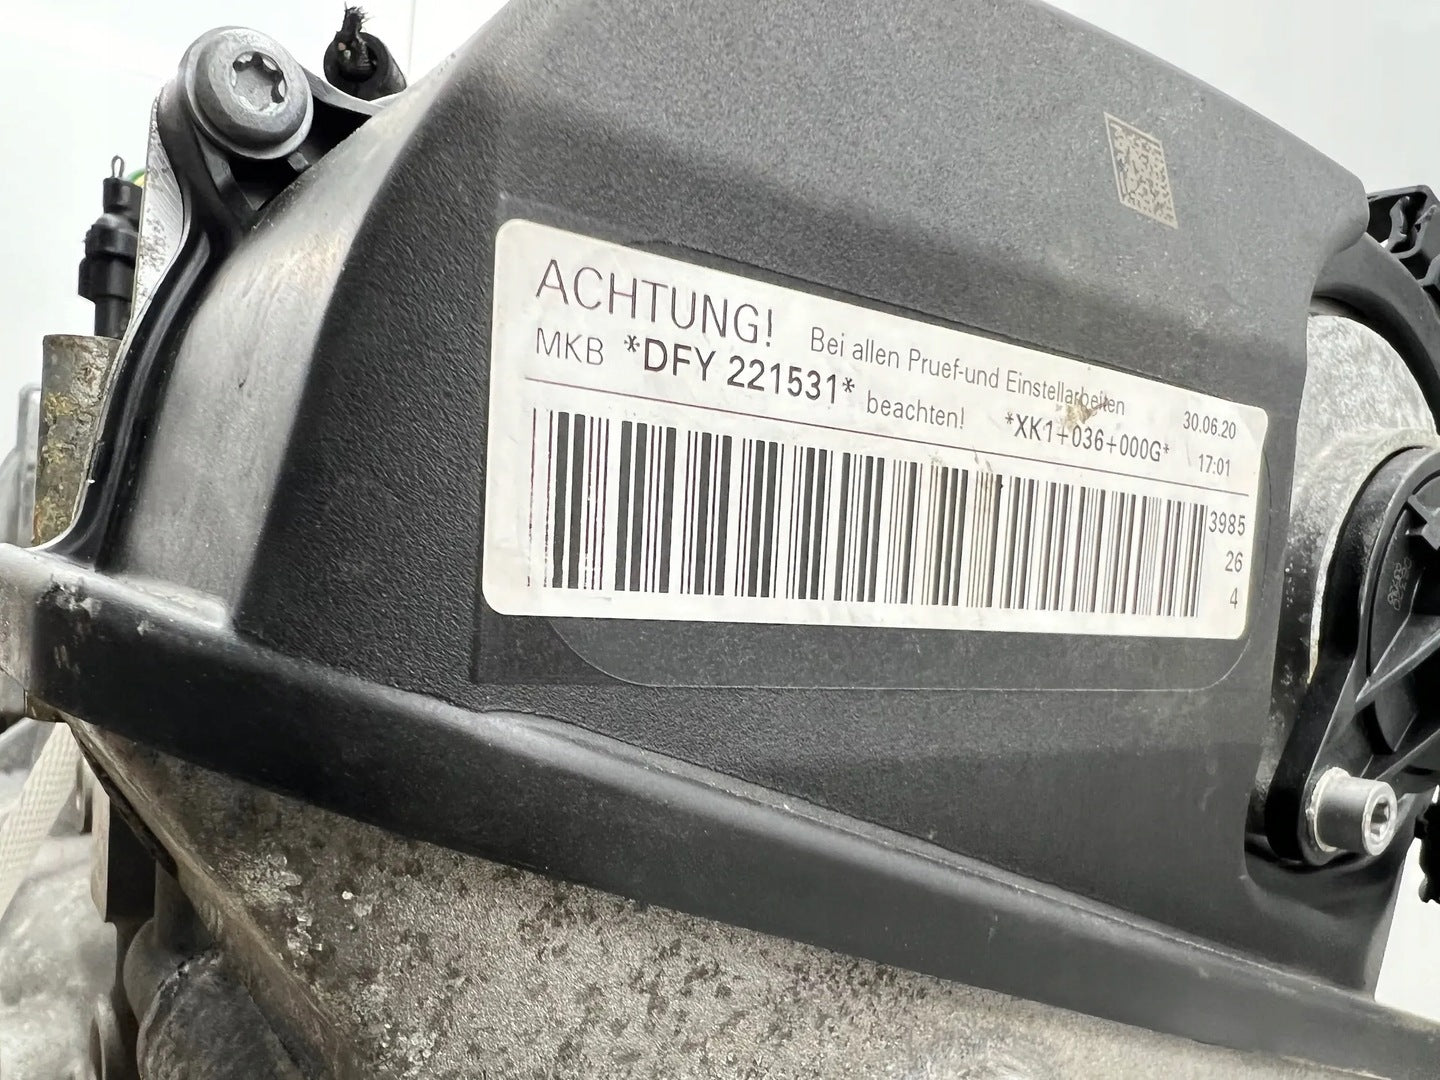 ACHTUNG! Bei allen Pruef-und Einstellarbeiten 30.06.20
MKB *DFY 221531* beachten! *XK1+036+000G* 17:01
3985
26
4